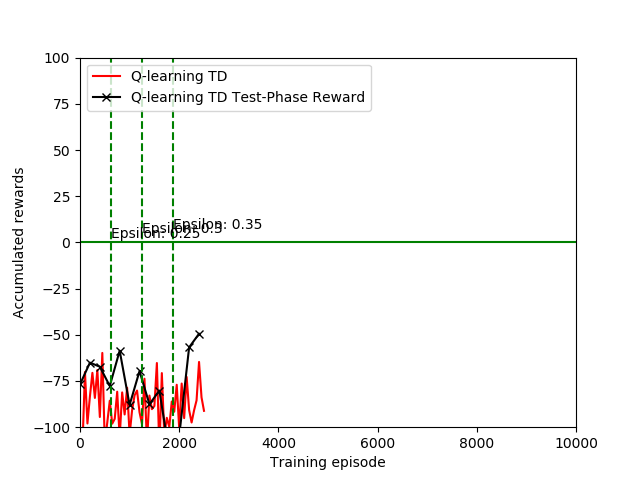 100
75
50
25
0
−25
−50
−75
−100
Accumulated rewards
Q-learning TD
Q-learning TD Test-Phase Reward
Epsilon: 0.35
Epsilon: 0.3
Epsilon: 0.25
0
2000
4000
6000
8000
10000
Training episode